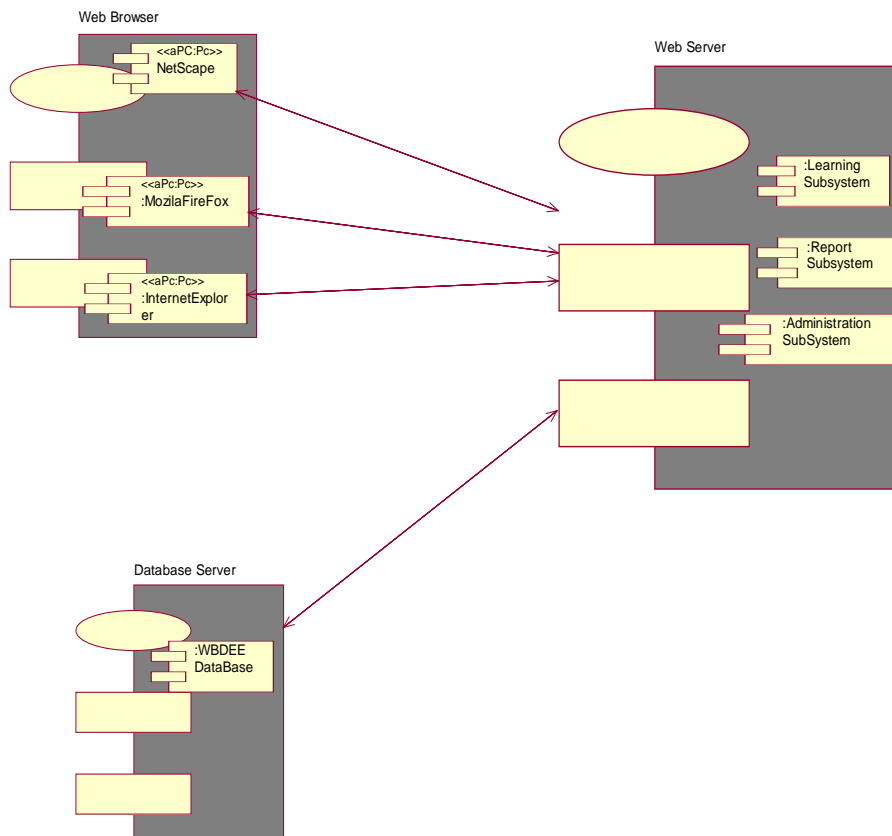 Web Browser
<<aPC:Pc>>
NetScape
<<aPc:Pc>>
:MozilaFireFox
<<aPc:Pc>>
:InternetExplor
er
Web Server
:Learning
Subsystem
:Report
Subsystem
:Administration
SubSystem
Database Server
:WBDEE
DataBase